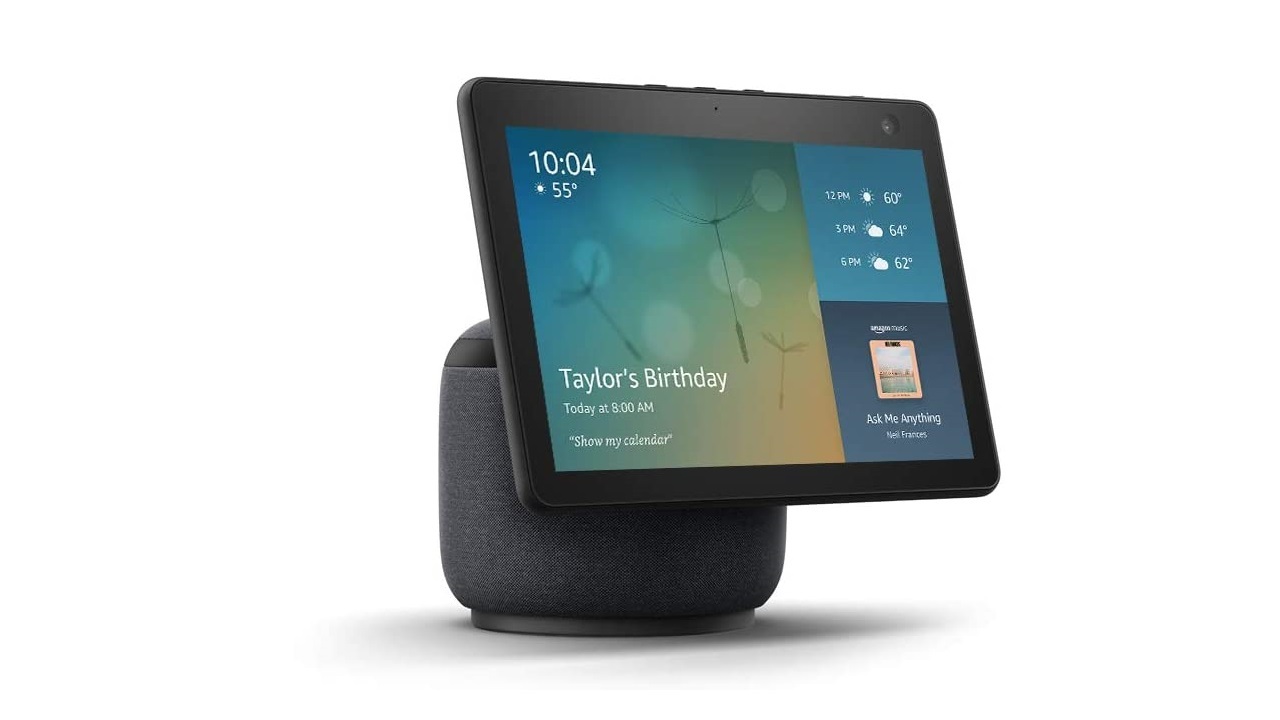 10:04
55°
Taylor's Birthday
Today at 8:00 AM
"Show my calendar"
12 PM 60°
3 PM 64°
6 PM 62°
amazon music
Ask Me Anything
Neil Frances